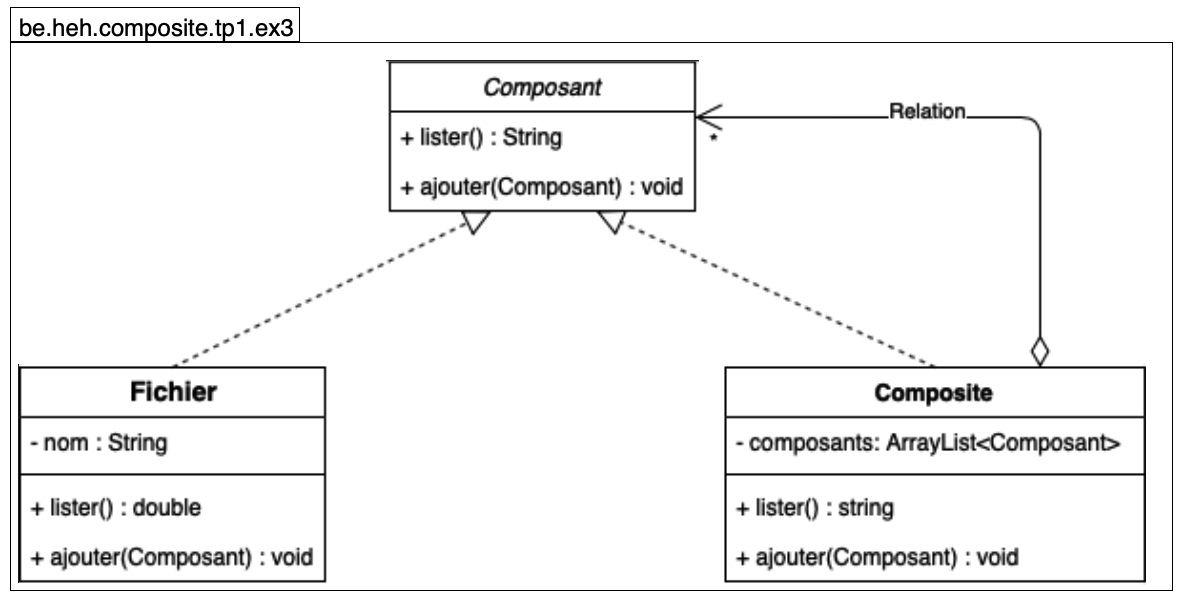 be.heh.composite.tp1.ex3
Composant
+ lister() : String
+ ajouter(Composant) : void
Relation
*
Fichier
- nom : String
+ lister() : double
+ ajouter(Composant) : void
Composite
- composants: ArrayList<Composant>
+ lister() : string
+ ajouter(Composant) : void